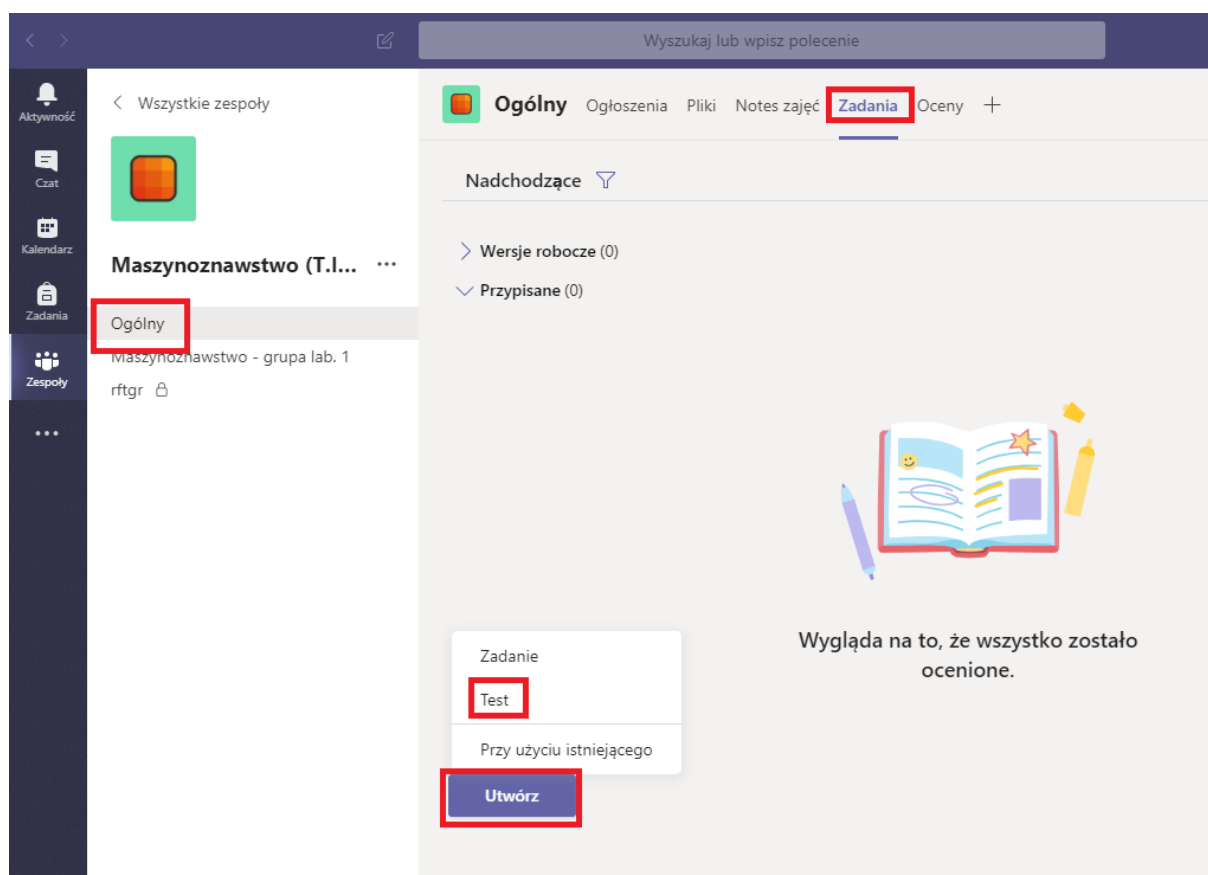 Wyszukaj lub wpisz polecenie
Aktywność
Czat
Kalendarz
Zadania
Zespoły
Wszystkie zespoły
Maszynoznawstwo (T.I...
Ogólny
Maszynoznawstwo - grupa lab. 1
rftgr
Ogólny Ogłoszenia Pliki Notes zajęć Zadania Oceny
Nadchodzące
Wersje robocze (0)
Przypisane (0)
Wygląda na to, że wszystko zostało
ocenione.
Zadanie
Test
Przy użyciu istniejącego
Utwórz